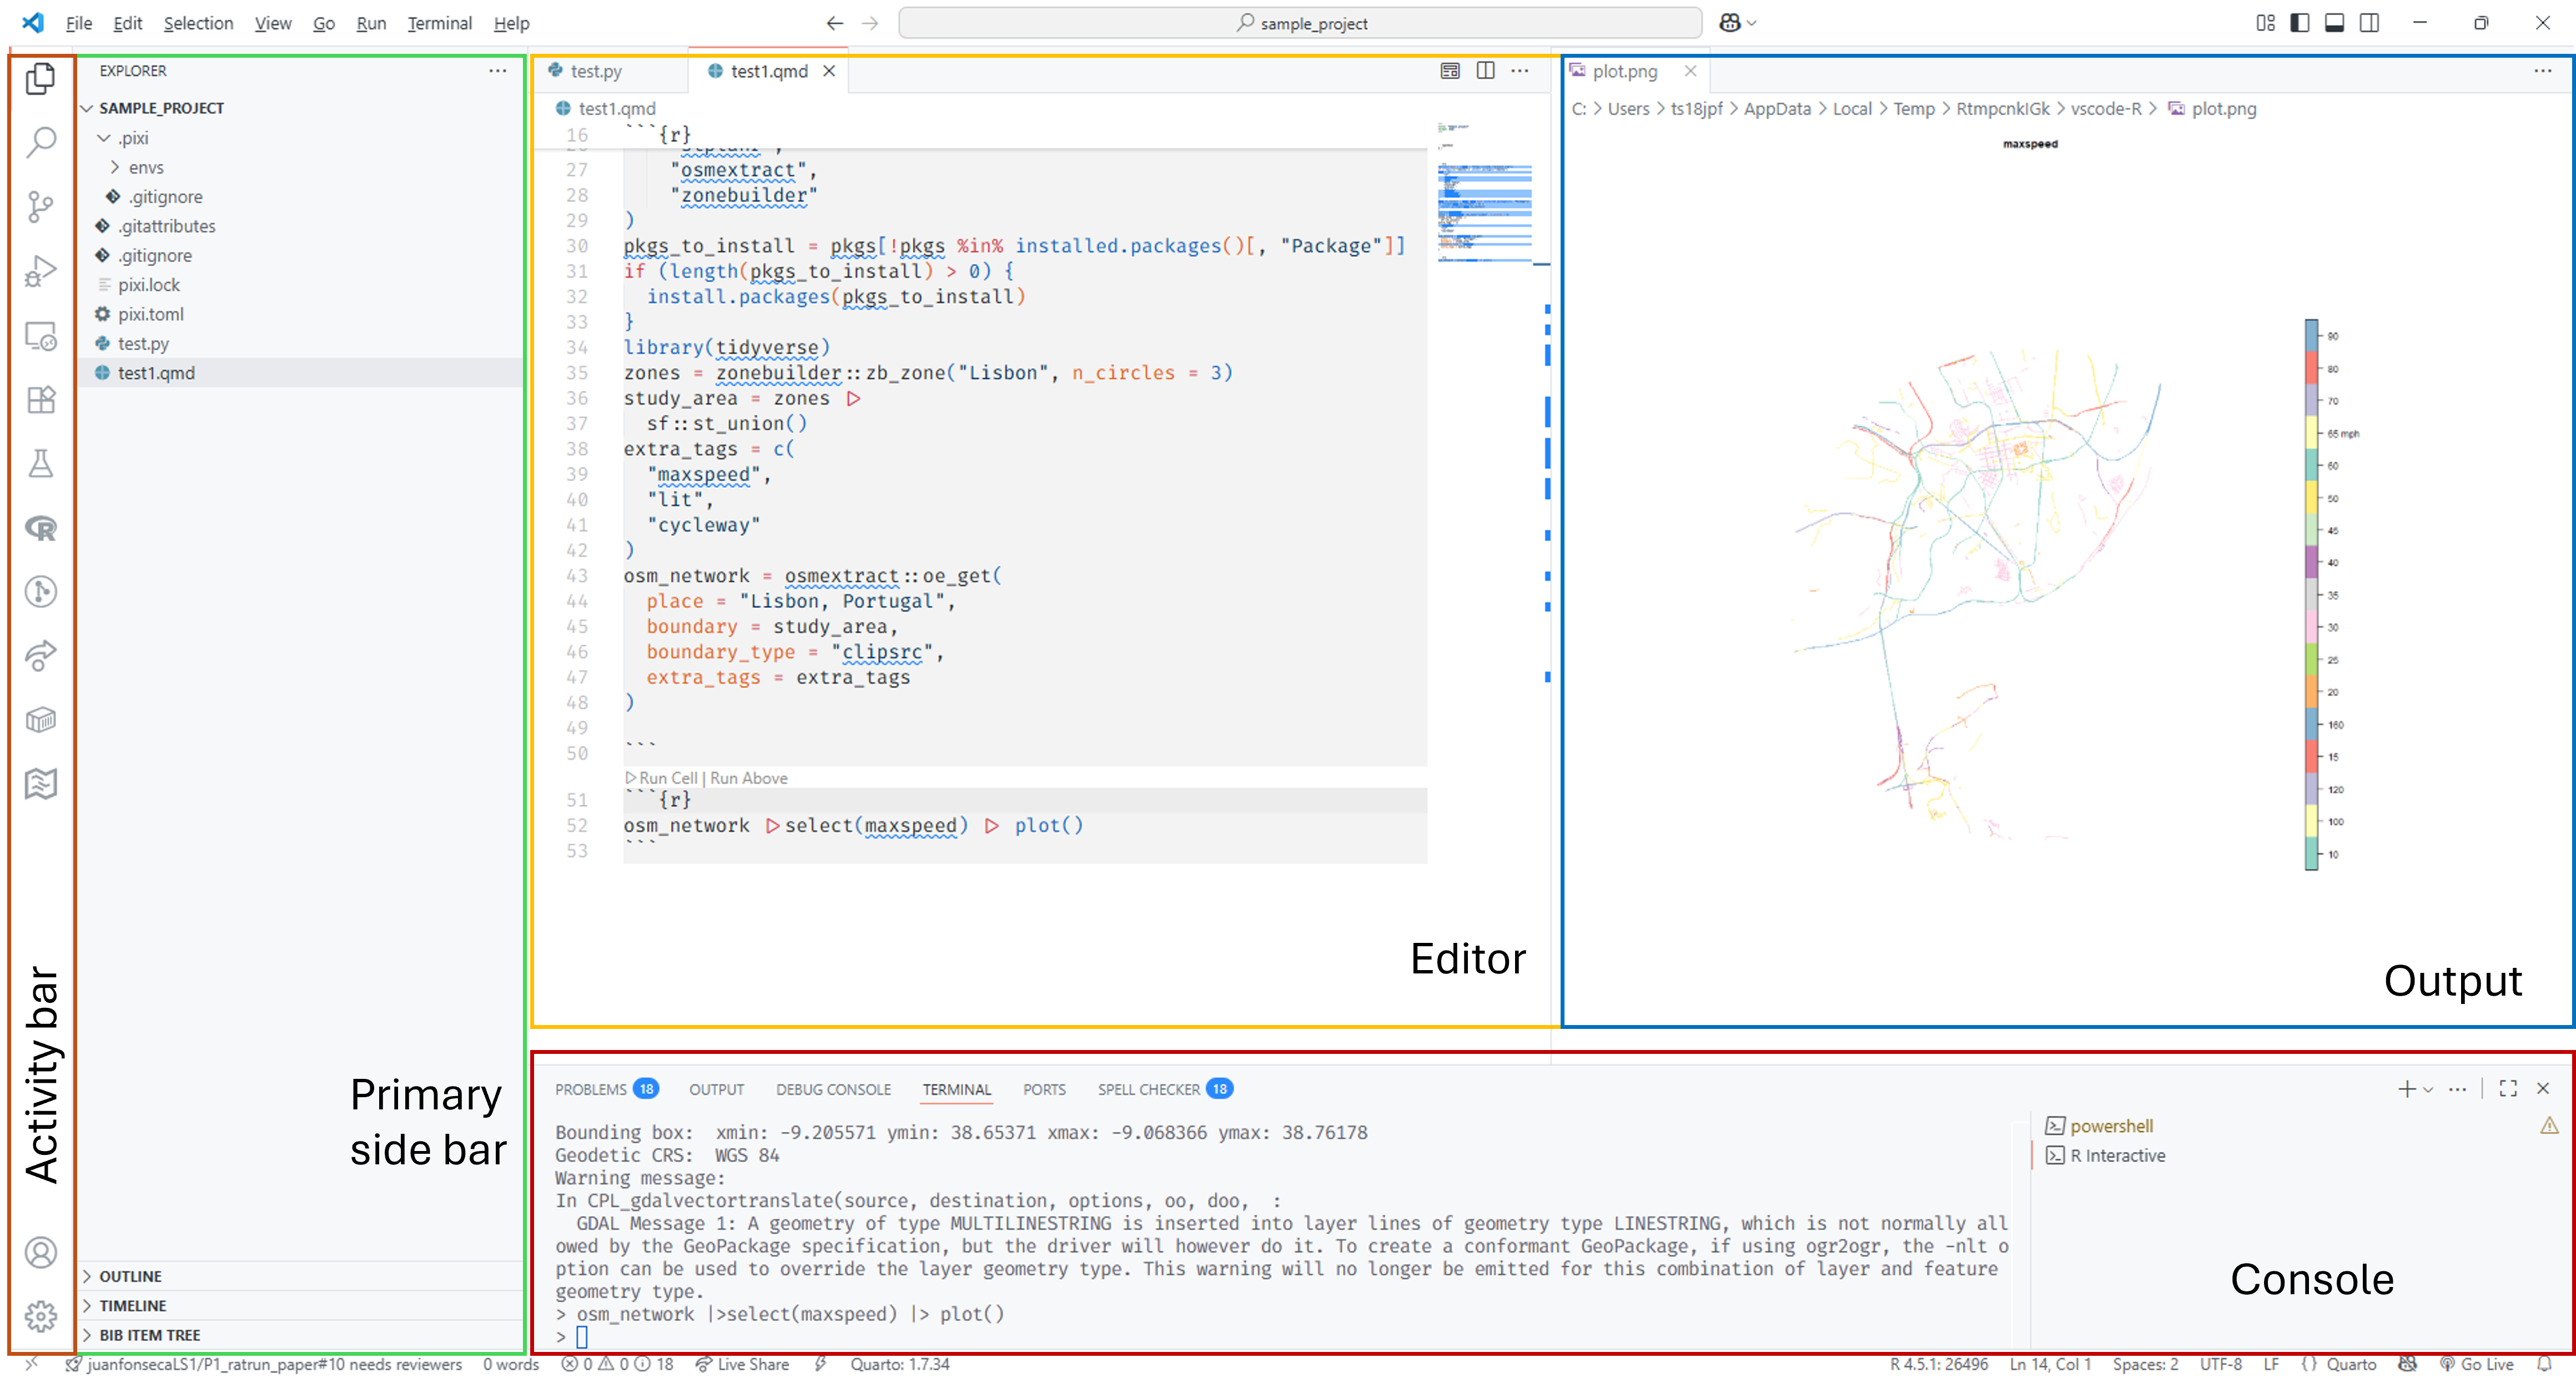 File Edit Selection View Go Run Terminal Help
sample_project
EXPLORER
SAMPLE_PROJECT
.pixi
envs
.gitignore
.gitattributes
.gitignore
pixi.lock
pixi.toml
test.py
test1.qmd
OUTLINE
TIMELINE
BIB ITEM TREE
Activity bar
Primary
side bar
test.py
test1.qmd
test1.qmd
16 ```{r}
27 "osmextract",
28 "zonebuilder"
29 )
30 pkgs_to_install = pkgs[!pkgs %in% installed.packages()[, "Package"]]
31 if (length(pkgs_to_install) > 0) {
32 install.packages(pkgs_to_install)
33 }
34 library(tidyverse)
35 zones = zonebuilder::zb_zone("Lisbon", n_circles = 3)
36 study_area = zones |>
37 sf::st_union()
38 extra_tags = c(
39 "maxspeed",
40 "lit",
41 "cycleway"
42 )
43 osm_network = osmextract::oe_get(
44 place = "Lisbon, Portugal",
45 boundary = study_area,
46 boundary_type = "clipsrc",
47 extra_tags = extra_tags
48 )
49
50 ```
Run Cell | Run Above
51 ```{r}
52 osm_network |>select(maxspeed) |> plot()
53 ```
Editor
plot.png
C: > Users > ts18jpf > AppData > Local > Temp > RtmpcnkIGk > vscode-R > plot.png
maxspeed
90
80
70
65 mph
60
50
45
40
35
30
25
20
160
15
120
100
10
Output
PROBLEMS 18 OUTPUT DEBUG CONSOLE TERMINAL PORTS SPELL CHECKER 18
Bounding box: xmin: -9.205571 ymin: 38.65371 xmax: -9.068366 ymax: 38.76178
Geodetic CRS: WGS 84
Warning message:
In CPL_gdalvectortranslate(source, destination, options, oo, doo, :
GDAL Message 1: A geometry of type MULTILINESTRING is inserted into layer lines of geometry type LINESTRING, which is not normally all
owed by the GeoPackage specification, but the driver will however do it. To create a conformant GeoPackage, if using ogr2ogr, the -nlt o
ption can be used to override the layer geometry type. This warning will no longer be emitted for this combination of layer and feature
geometry type.
> osm_network |>select(maxspeed) |> plot()
>
powershell
R Interactive
Console
juanfonsecaLS1/P1_ratrun_paper#10 needs reviewers 0 words 0 0 18 Live Share Quarto: 1.7.34 R 4.5.1: 26496 Ln 14, Col 1 Spaces: 2 UTF-8 LF {} Quarto Go Live